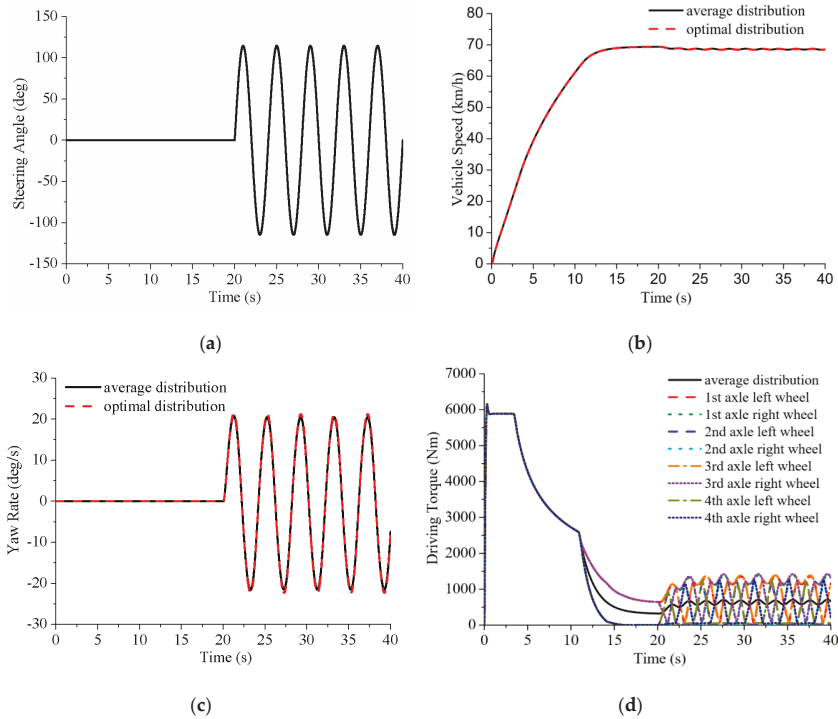 150
100
50
0
-50
-100
-150
0 5 10 15 20 25 30 35 40
Steering Angle (deg)
Time (s)
(a)
80
70
60
50
40
30
20
10
0
0 5 10 15 20 25 30 35 40
Vehicle Speed (km/h)
Time (s)
average distribution
optimal distribution
(b)
30
20
10
0
-10
-20
-30
0 5 10 15 20 25 30 35 40
Yaw Rate (deg/s)
Time (s)
average distribution
optimal distribution
(c)
7000
6000
5000
4000
3000
2000
1000
0
0 5 10 15 20 25 30 35 40
Driving Torque (Nm)
Time (s)
average distribution
1st axle left wheel
1st axle right wheel
2nd axle left wheel
2nd axle right wheel
3rd axle left wheel
3rd axle right wheel
4th axle left wheel
4th axle right wheel
(d)